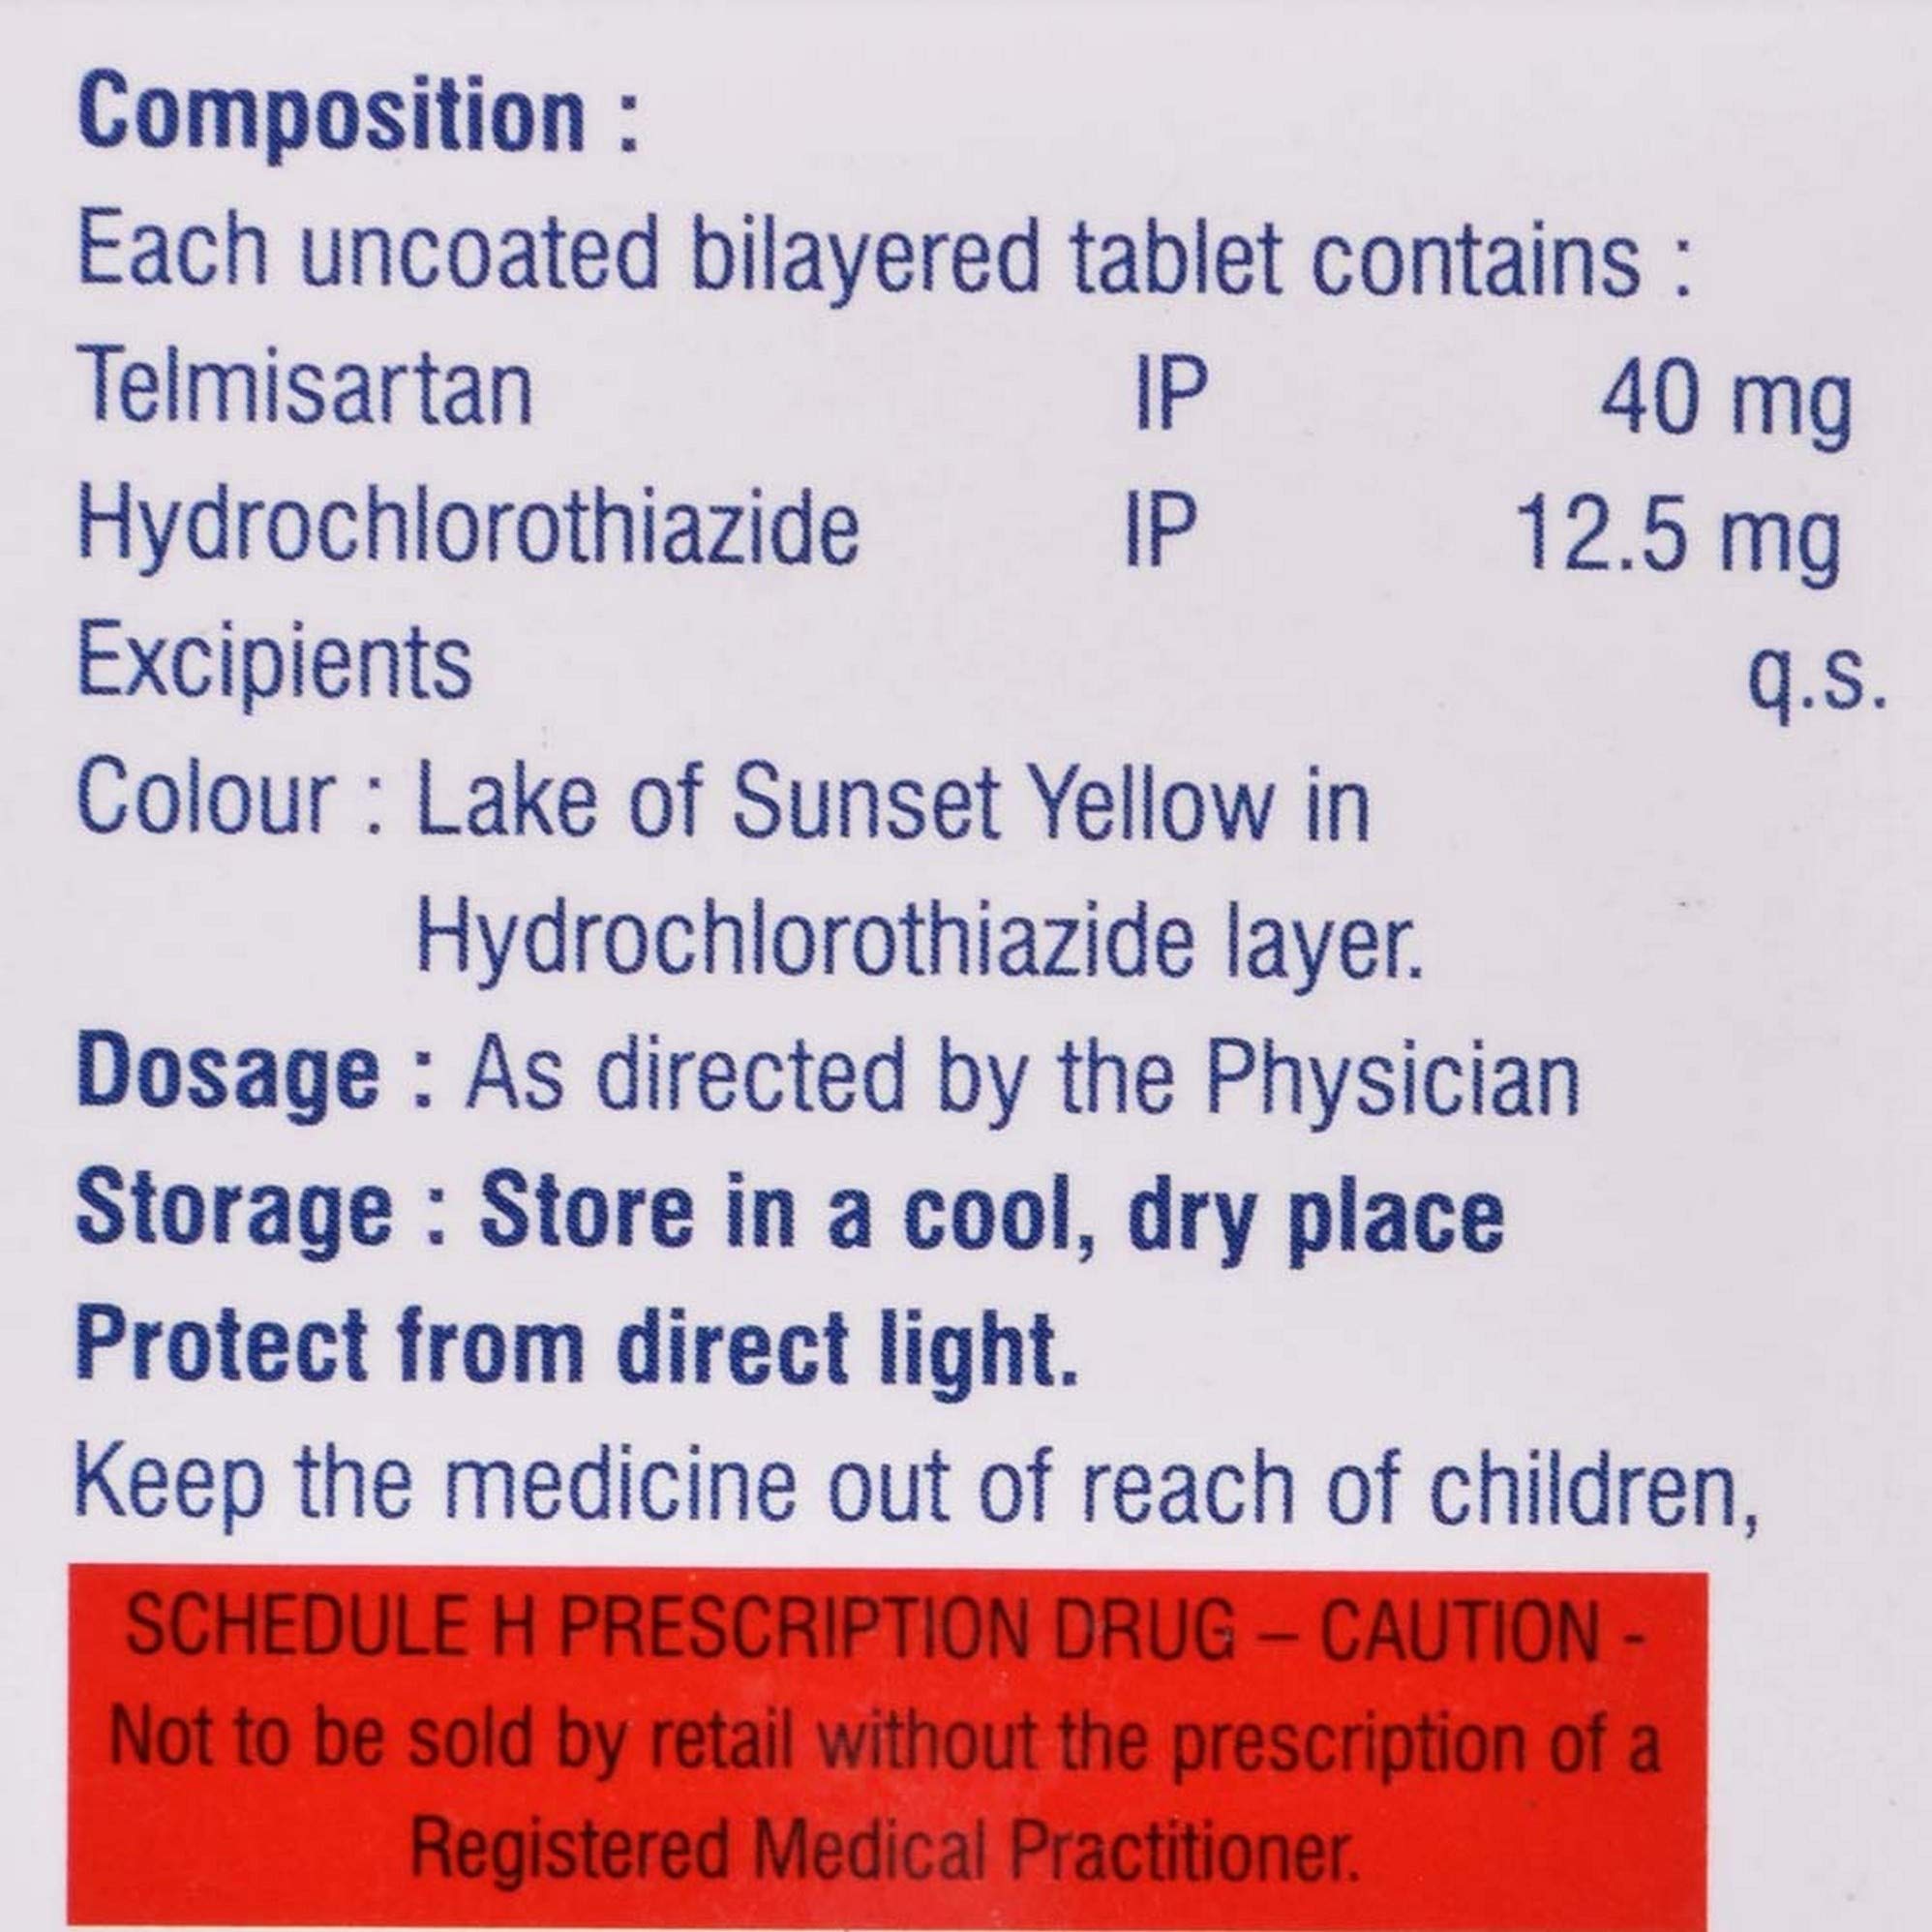 Composition :
Each uncoated bilayered tablet contains :
Telmisartan IP 40 mg
Hydrochlorothiazide IP 12.5 mg
Excipients q.s.
Colour : Lake of Sunset Yellow in
Hydrochlorothiazide layer.
Dosage : As directed by the Physician
Storage : Store in a cool, dry place
Protect from direct light.
Keep the medicine out of reach of children,
SCHEDULE H PRESCRIPTION DRUG – CAUTION -
Not to be sold by retail without the prescription of a
Registered Medical Practitioner.